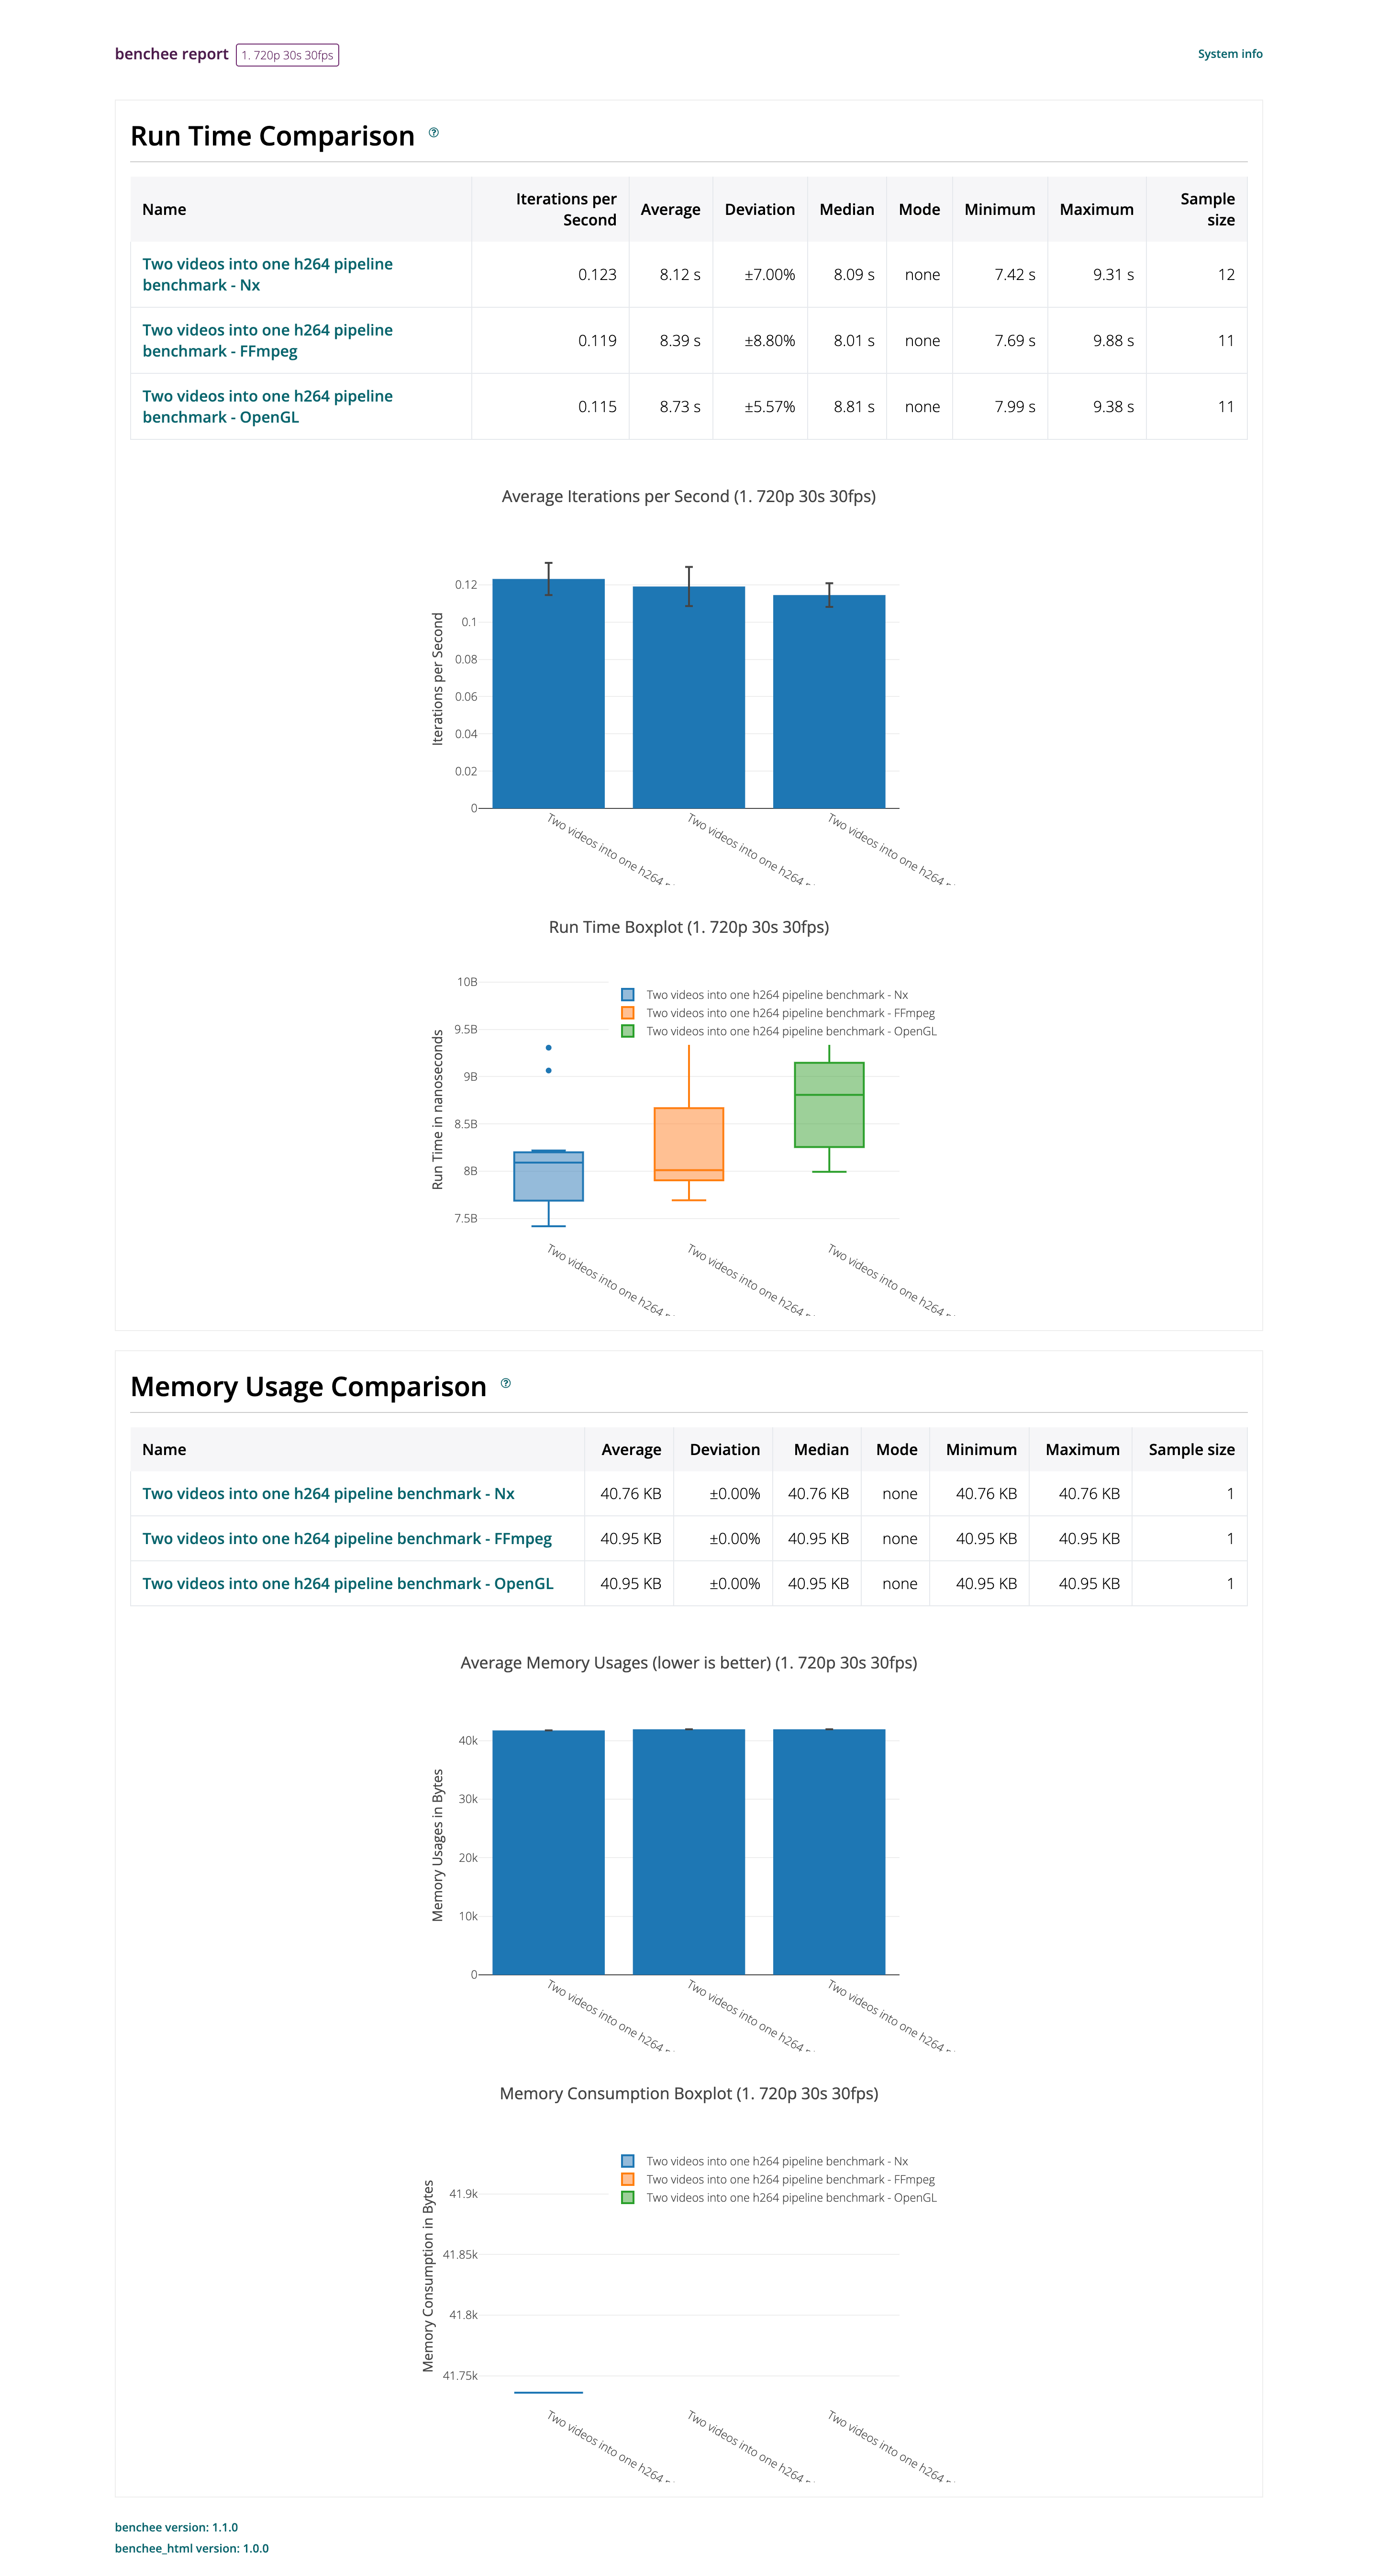 benchee report 1. 720p 30s 30fps System info
Run Time Comparison ?
Name Iterations per Second Average Deviation Median Mode Minimum Maximum Sample size
Two videos into one h264 pipeline benchmark - Nx 0.123 8.12 s ±7.00% 8.09 s none 7.42 s 9.31 s 12
Two videos into one h264 pipeline benchmark - FFmpeg 0.119 8.39 s ±8.80% 8.01 s none 7.69 s 9.88 s 11
Two videos into one h264 pipeline benchmark - OpenGL 0.115 8.73 s ±5.57% 8.81 s none 7.99 s 9.38 s 11
Average Iterations per Second (1. 720p 30s 30fps)
Iterations per Second
0.12
0.1
0.08
0.06
0.04
0.02
0
Two videos into one h264
Two videos into one h264
Two videos into one h264
Run Time Boxplot (1. 720p 30s 30fps)
Run Time in nanoseconds
10B
9.5B
9B
8.5B
8B
7.5B
Two videos into one h264 pipeline benchmark - Nx
Two videos into one h264 pipeline benchmark - FFmpeg
Two videos into one h264 pipeline benchmark - OpenGL
Two videos into one h264
Two videos into one h264
Two videos into one h264
Memory Usage Comparison ?
Name Average Deviation Median Mode Minimum Maximum Sample size
Two videos into one h264 pipeline benchmark - Nx 40.76 KB ±0.00% 40.76 KB none 40.76 KB 40.76 KB 1
Two videos into one h264 pipeline benchmark - FFmpeg 40.95 KB ±0.00% 40.95 KB none 40.95 KB 40.95 KB 1
Two videos into one h264 pipeline benchmark - OpenGL 40.95 KB ±0.00% 40.95 KB none 40.95 KB 40.95 KB 1
Average Memory Usages (lower is better) (1. 720p 30s 30fps)
Memory Usages in Bytes
40k
30k
20k
10k
0
Two videos into one h264
Two videos into one h264
Two videos into one h264
Memory Consumption Boxplot (1. 720p 30s 30fps)
Memory Consumption in Bytes
41.9k
41.85k
41.8k
41.75k
Two videos into one h264 pipeline benchmark - Nx
Two videos into one h264 pipeline benchmark - FFmpeg
Two videos into one h264 pipeline benchmark - OpenGL
Two videos into one h264
Two videos into one h264
Two videos into one h264
benchee version: 1.1.0
benchee_html version: 1.0.0